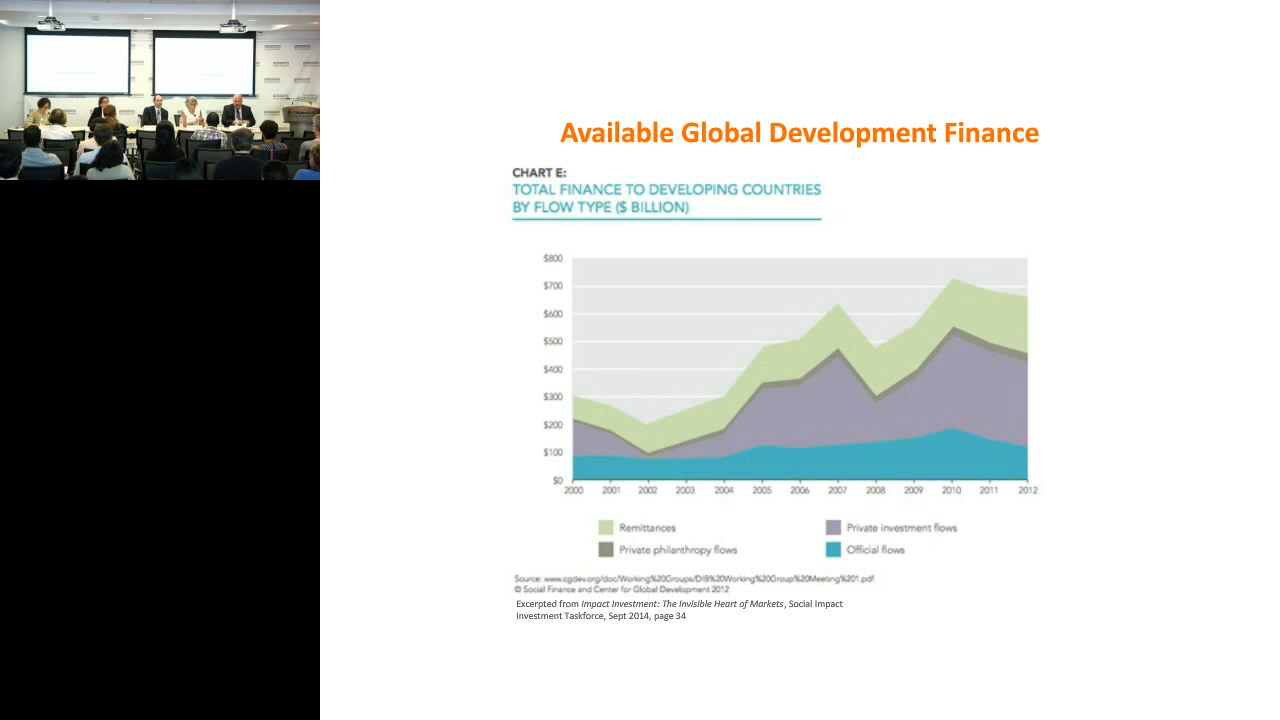 Available Global Development Finance
CHART E:
TOTAL FINANCE TO DEVELOPING COUNTRIES
BY FLOW TYPE ($ BILLION)
$800
$700
$600
$500
$400
$300
$200
$100
$0
2000 2001 2002 2003 2004 2005 2006 2007 2008 2009 2010 2011 2012
Remittances
Private investment flows
Private philanthropy flows
Official flows
Source: www.cgdev.org/doc/Working%20Groups/DIB%20Working%20Group%20Meeting%201.pdf
© Social Finance and Center for Global Development 2012
Excerpted from Impact Investment: The Invisible Heart of Markets, Social Impact
Investment Taskforce, Sept 2014, page 34